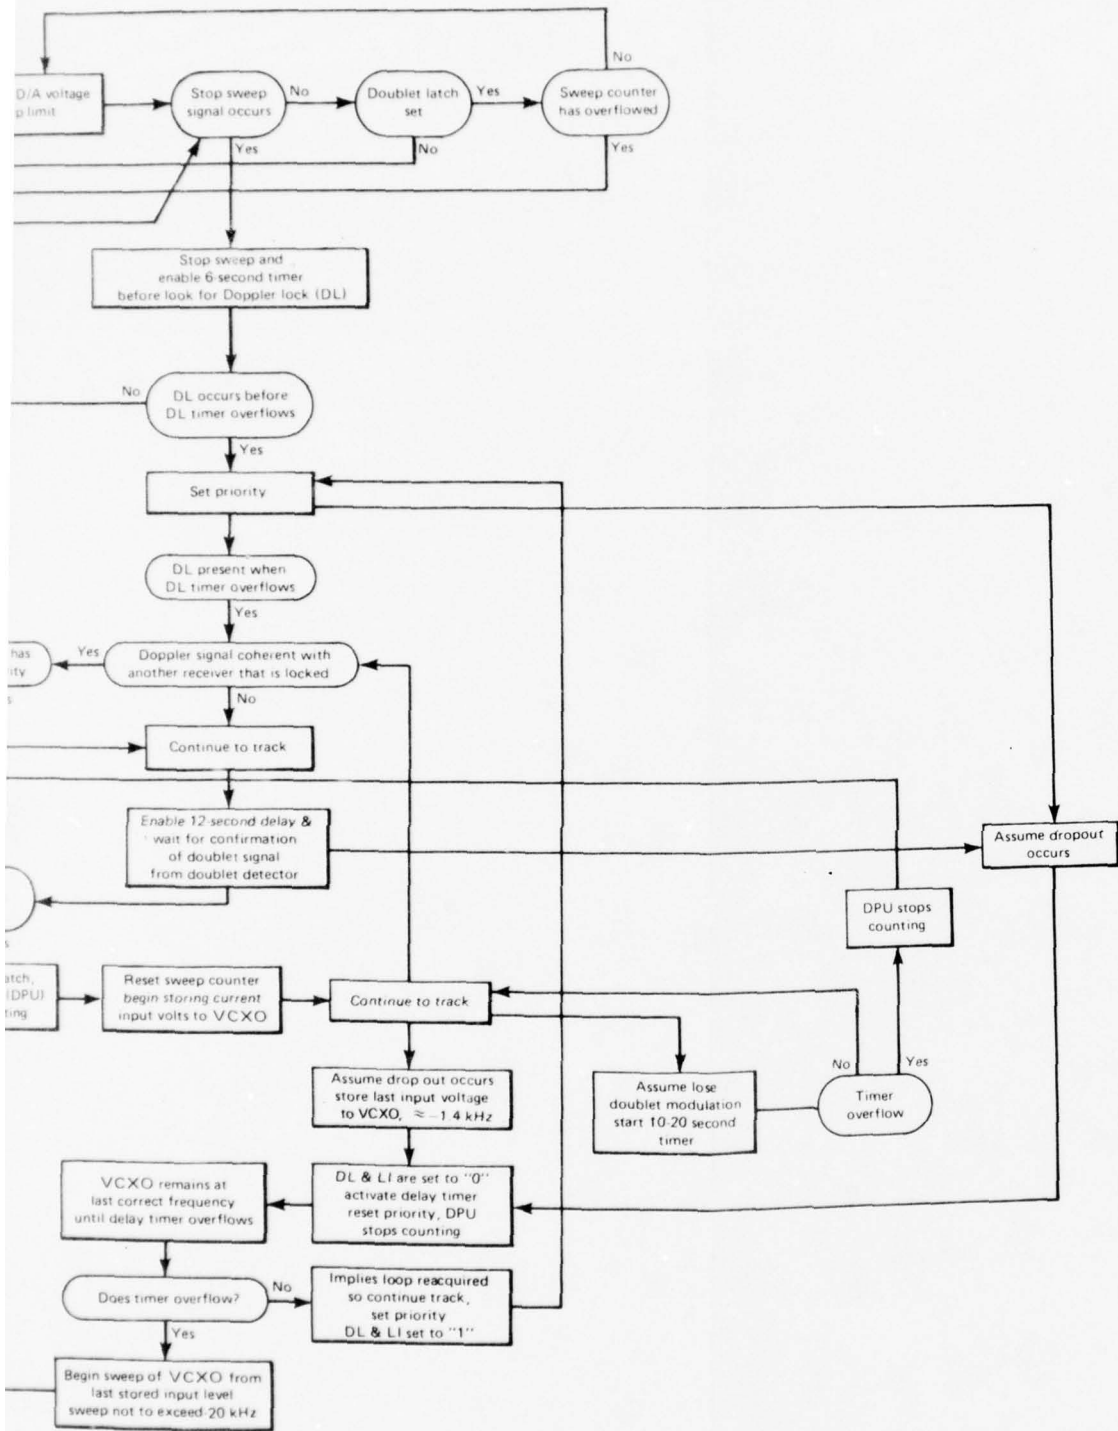 No
D/A voltage
p limit
Stop sweep
signal occurs
No
Doublet latch
set
Yes
Sweep counter
has overflowed
Yes
No
Yes
Stop sweep and
enable 6-second timer
before look for Doppler lock (DL)
No
DL occurs before
DL timer overflows
Yes
Set priority
DL present when
DL timer overflows
Yes
has
ity
s
Yes
Doppler signal coherent with
another receiver that is locked
No
Continue to track
Enable 12-second delay &
wait for confirmation
of doublet signal
from doublet detector
Assume dropout
occurs
DPU stops
counting
s
atch,
(DPU)
ting
Reset sweep counter
begin storing current
input volts to VCXO
Continue to track
No
Yes
Assume drop out occurs
store last input voltage
to VCXO, ≈ -1.4 kHz
Assume lose
doublet modulation
start 10-20 second
timer
Timer
overflow
VCXO remains at
last correct frequency
until delay timer overflows
DL & LI are set to "0"
activate delay timer
reset priority, DPU
stops counting
Does timer overflow?
No
Implies loop reacquired
so continue track,
set priority
DL & LI set to "1"
Yes
Begin sweep of VCXO from
last stored input level
sweep not to exceed-20 kHz